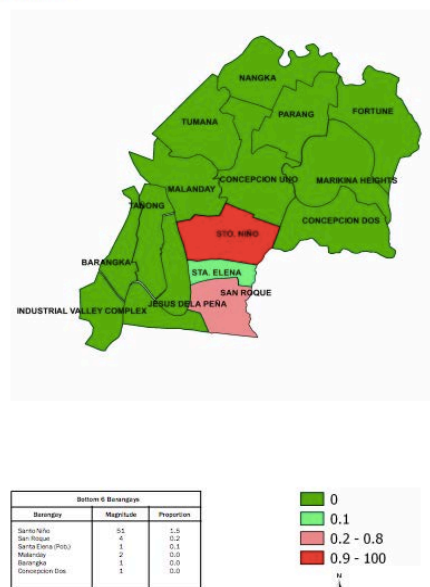 NANGKA
FORTUNE
PARANG
TUMANA
CONCEPCION UNO
MARIKINA HEIGHTS
MALANDAY
TAÑONG
CONCEPCION DOS
STO. NIÑO
BARANGKA
STA. ELENA
SAN ROQUE
JESUS DELA PEÑA
INDUSTRIAL VALLEY COMPLEX
Bottom 6 Barangays
Barangay Magnitude Proportion
Santo Niño 51 1.5
San Roque 4 0.2
Santa Elena (Pob.) 1 0.1
Malanday 2 0.0
Barangka 1 0.0
Concepcion Dos 1 0.0
0
0.1
0.2 - 0.8
0.9 - 100
N